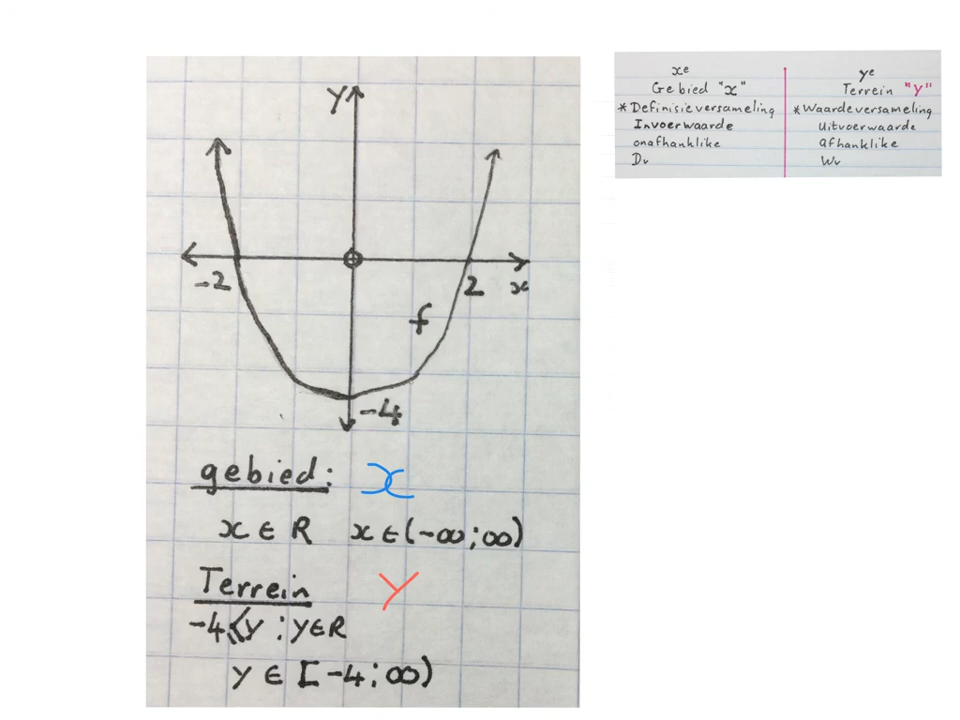 y
-2
2
x
f
-4
gebied: x
x ∈ R x ∈ (-∞;∞)
Terrein y
-4 ≤ y ; y ∈ R
y ∈ [-4;∞)
xe
Gebied "x"
* Definisieversameling
Invoerwaarde
onafhanklike
Dv
ye
Terrein "y"
* Waardeversameling
Uitvoerwaarde
afhanklike
Wv